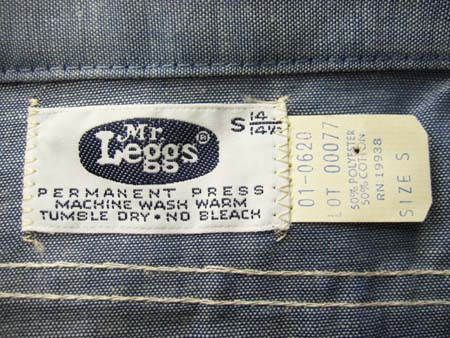 Mr.
Leggs®
S 14
14½
PERMANENT PRESS
MACHINE WASH WARM
TUMBLE DRY • NO BLEACH
01-0620
LOT 00077
50% POLYESTER
50% COTTON
RN 19938
SIZE S